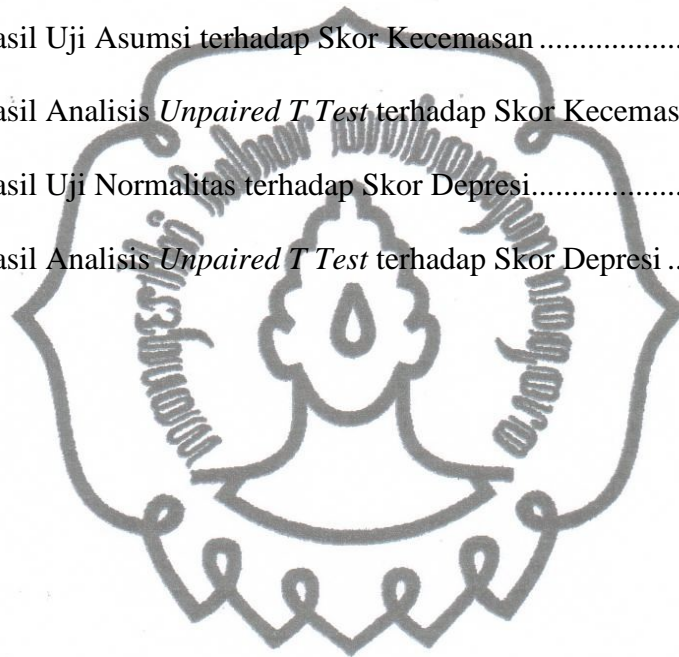 asil Uji Asumsi terhadap Skor Kecemasan .....................
asil Analisis Unpaired T Test terhadap Skor Kecemas
asil Uji Normalitas terhadap Skor Depresi......................
asil Analisis Unpaired T Test terhadap Skor Depresi ..